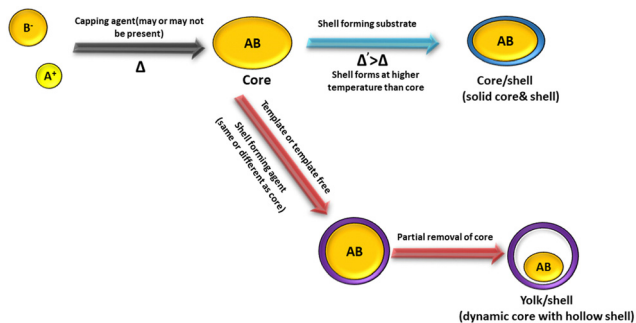 B-
A+
Capping agent(may or may not
be present)
Δ
AB
Core
Shell forming substrate
Δ'>Δ
Shell forms at higher
temperature than core
AB
Core/shell
(solid core& shell)
Template or template free
Shell forming agent
(same or different as core)
AB
Partial removal of core
AB
Yolk/shell
(dynamic core with hollow shell)